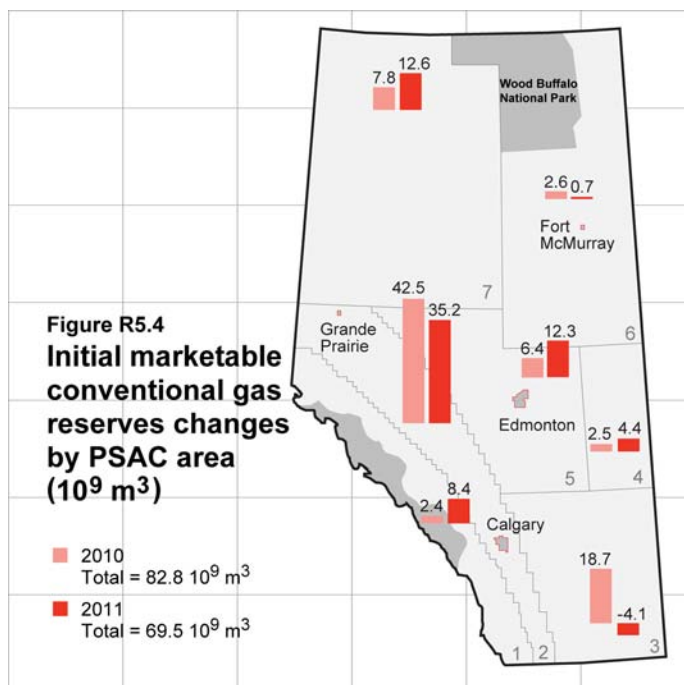 7.8 12.6
Wood Buffalo
National Park
2.6 0.7
Fort
McMurray
42.5
35.2
7
Figure R5.4
Initial marketable
conventional gas
reserves changes
by PSAC area
(10⁹ m³)
Grande
Prairie
6.4 12.3
6
Edmonton
2.5 4.4
5 4
2.4 8.4
Calgary
18.7
-4.1
2010
Total = 82.8 10⁹ m³
2011
Total = 69.5 10⁹ m³
1 2 3